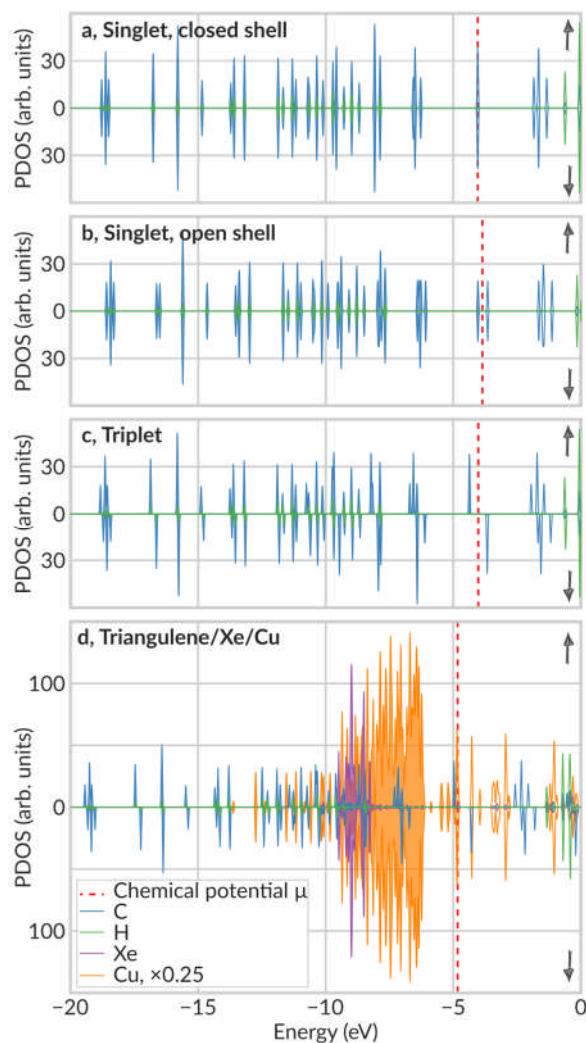 a, Singlet, closed shell
PDOS (arb. units)
30
0
30
b, Singlet, open shell
PDOS (arb. units)
30
0
30
c, Triplet
PDOS (arb. units)
30
0
30
d, Triangulene/Xe/Cu
PDOS (arb. units)
100
0
100
Chemical potential μ
C
H
Xe
Cu, ×0.25
−20 −15 −10 −5 0
Energy (eV)